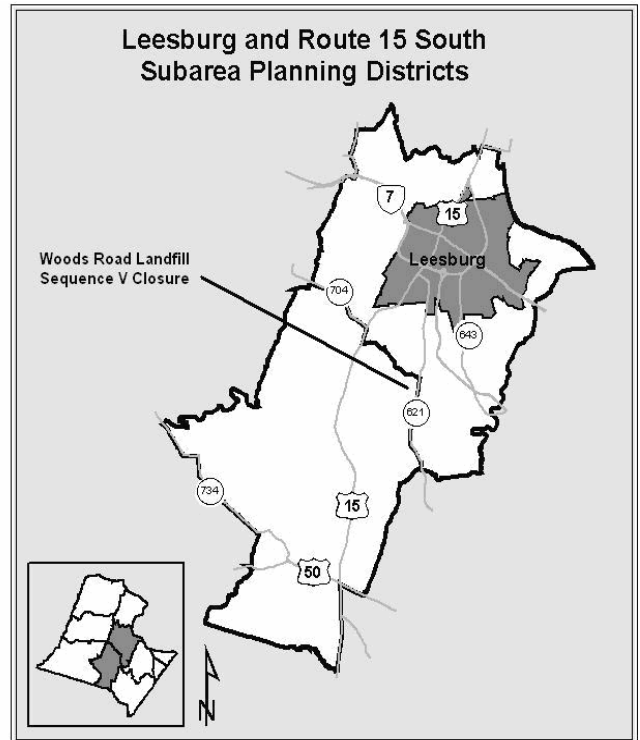 Leesburg and Route 15 South
Subarea Planning Districts
7
15
Woods Road Landfill
Sequence V Closure
Leesburg
704
643
621
734
15
50
N